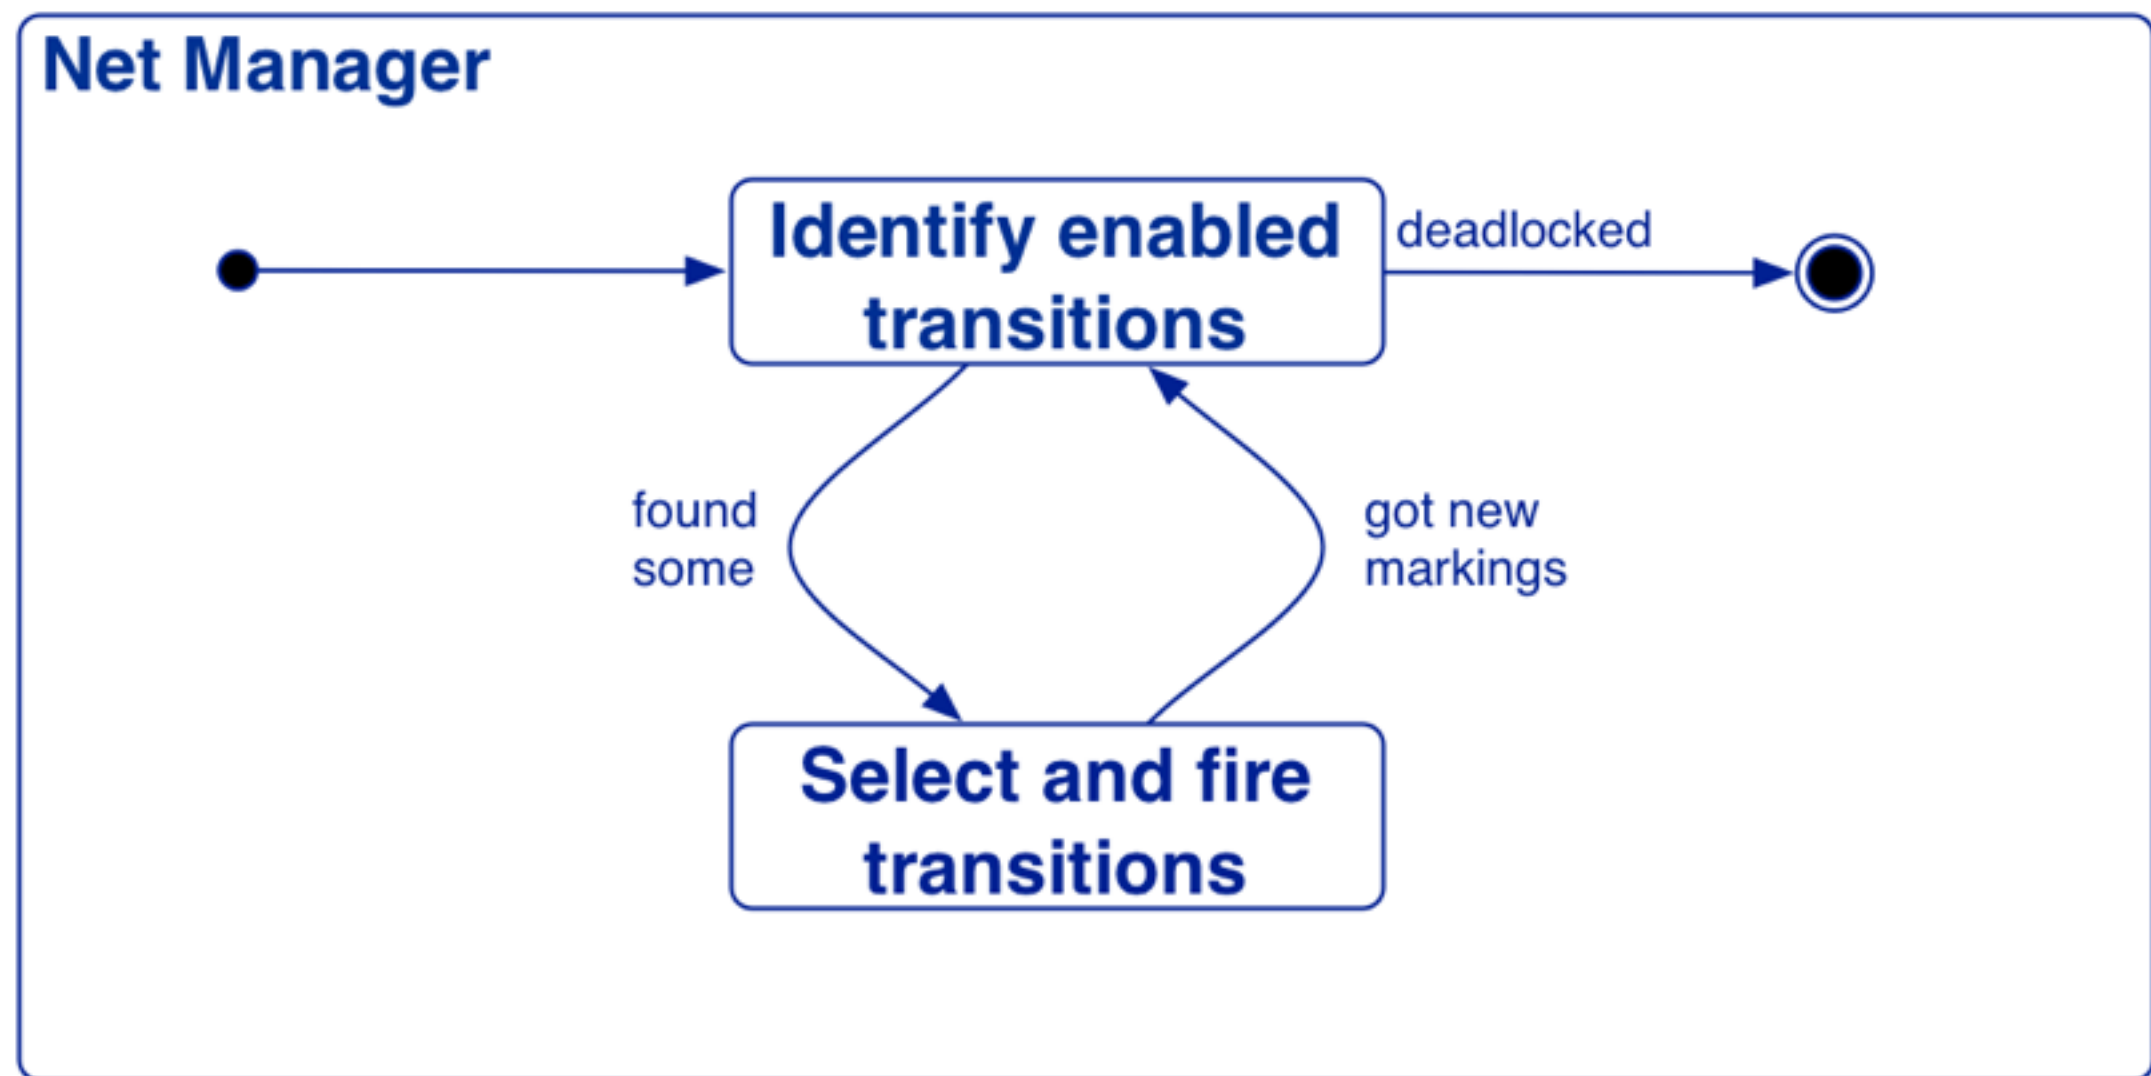 Net Manager
Identify enabled
transitions
deadlocked
found
some
got new
markings
Select and fire
transitions